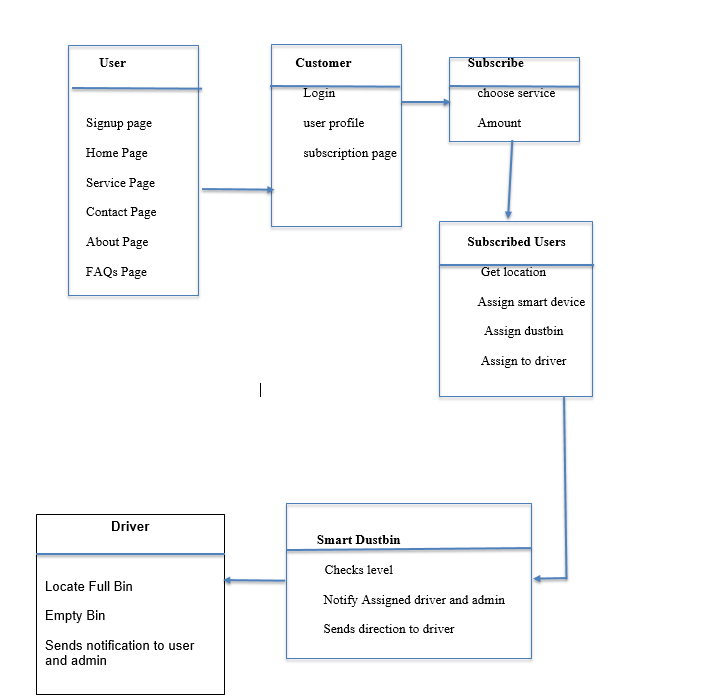 User
Signup page
Home Page
Service Page
Contact Page
About Page
FAQs Page
Customer
Login
user profile
subscription page
Subscribe
choose service
Amount
Subscribed Users
Get location
Assign smart device
Assign dustbin
Assign to driver
Smart Dustbin
Checks level
Notify Assigned driver and admin
Sends direction to driver
Driver
Locate Full Bin
Empty Bin
Sends notification to user
and admin